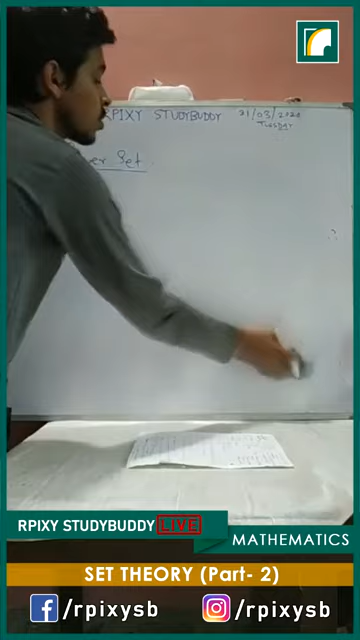 RPIXY STUDYBUDDY 31/03/2020
TUESDAY
er Set
RPIXY STUDYBUDDY LIVE
MATHEMATICS
SET THEORY (Part- 2)
/rpixysb /rpixysb